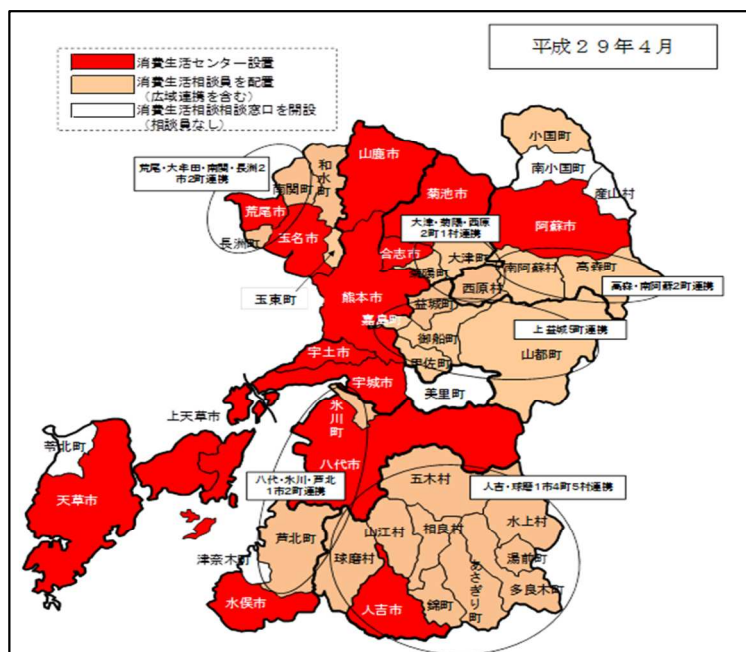 平成２９年４月
消費生活センター設置
消費生活相談員を配置
（広域連携を含む）
消費生活相談相談窓口を開設
（相談員なし）
小国町
南小国町
産山村
山鹿市
和水町
菊池市
阿蘇市
荒尾・大牟田・南関・長洲2
市2町連携
南関町
荒尾市
長洲町
玉名市
玉東町
大津・菊陽・西原
2町1村連携
合志市
菊陽町
大津町
西原村
南阿蘇村
高森町
高森・南阿蘇2町連携
熊本市
益城町
嘉島町
上益城5町連携
御船町
山都町
甲佐町
宇土市
宇城市
美里町
氷川町
上天草市
苓北町
天草市
八代市
八代・氷川・芦北
1市2町連携
人吉・球磨1市4町5村連携
五木村
水上村
山江村
相良村
湯前町
芦北町
球磨村
あさぎり町
多良木町
津奈木町
水俣市
人吉市
錦町